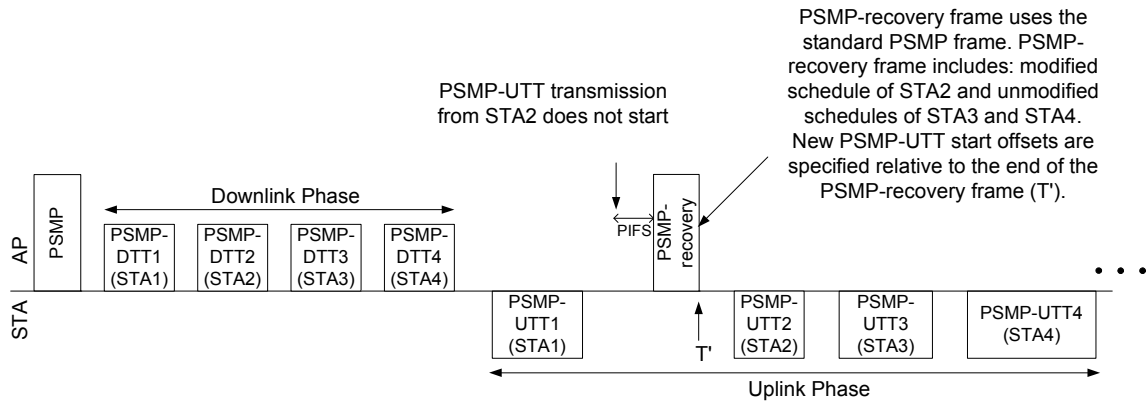 PSMP-recovery frame uses the
standard PSMP frame. PSMP-
recovery frame includes: modified
schedule of STA2 and unmodified
schedules of STA3 and STA4.
New PSMP-UTT start offsets are
specified relative to the end of the
PSMP-recovery frame (T').
PSMP-UTT transmission
from STA2 does not start
Downlink Phase
AP
PSMP
PSMP-
DTT1
(STA1)
PSMP-
DTT2
(STA2)
PSMP-
DTT3
(STA3)
PSMP-
DTT4
(STA4)
PIFS
PSMP-
recovery
• • •
STA
PSMP-
UTT1
(STA1)
T'
PSMP-
UTT2
(STA2)
PSMP-
UTT3
(STA3)
PSMP-UTT4
(STA4)
Uplink Phase